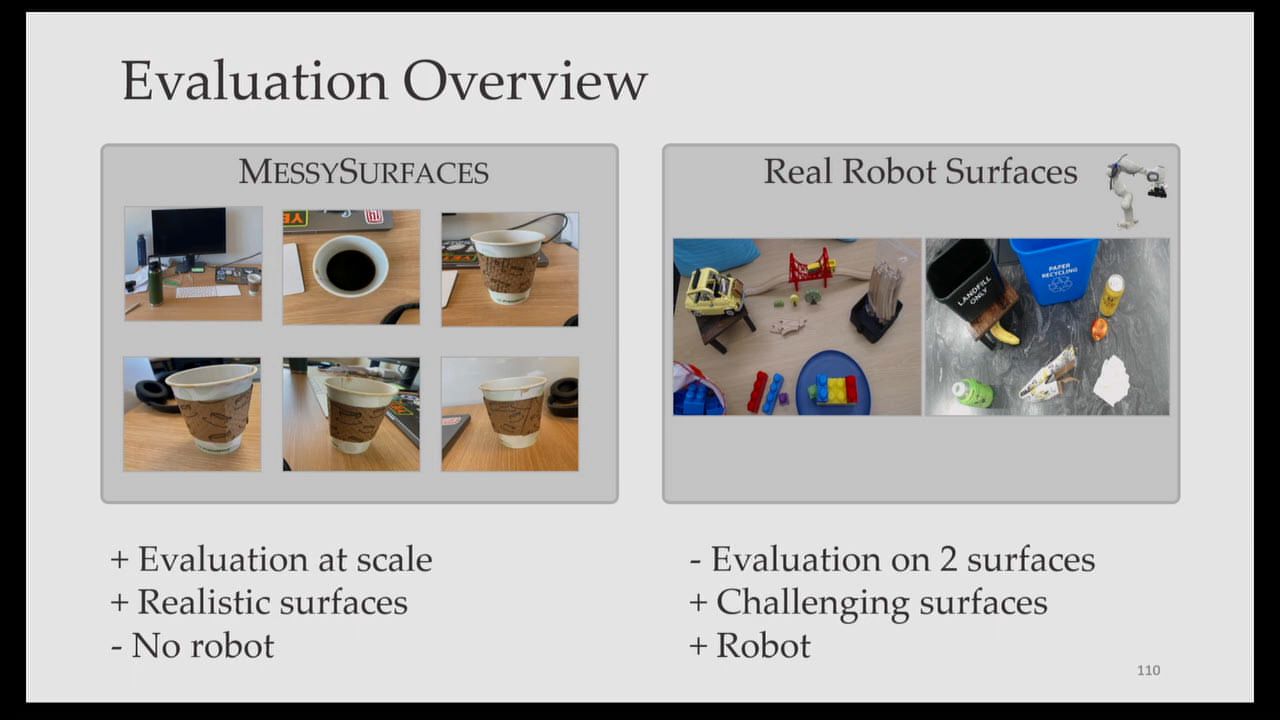 Evaluation Overview
MESSYSURFACES
Real Robot Surfaces
LANDFILL
ONLY
PAPER
RECYCLING
+ Evaluation at scale
+ Realistic surfaces
- No robot
- Evaluation on 2 surfaces
+ Challenging surfaces
+ Robot
110